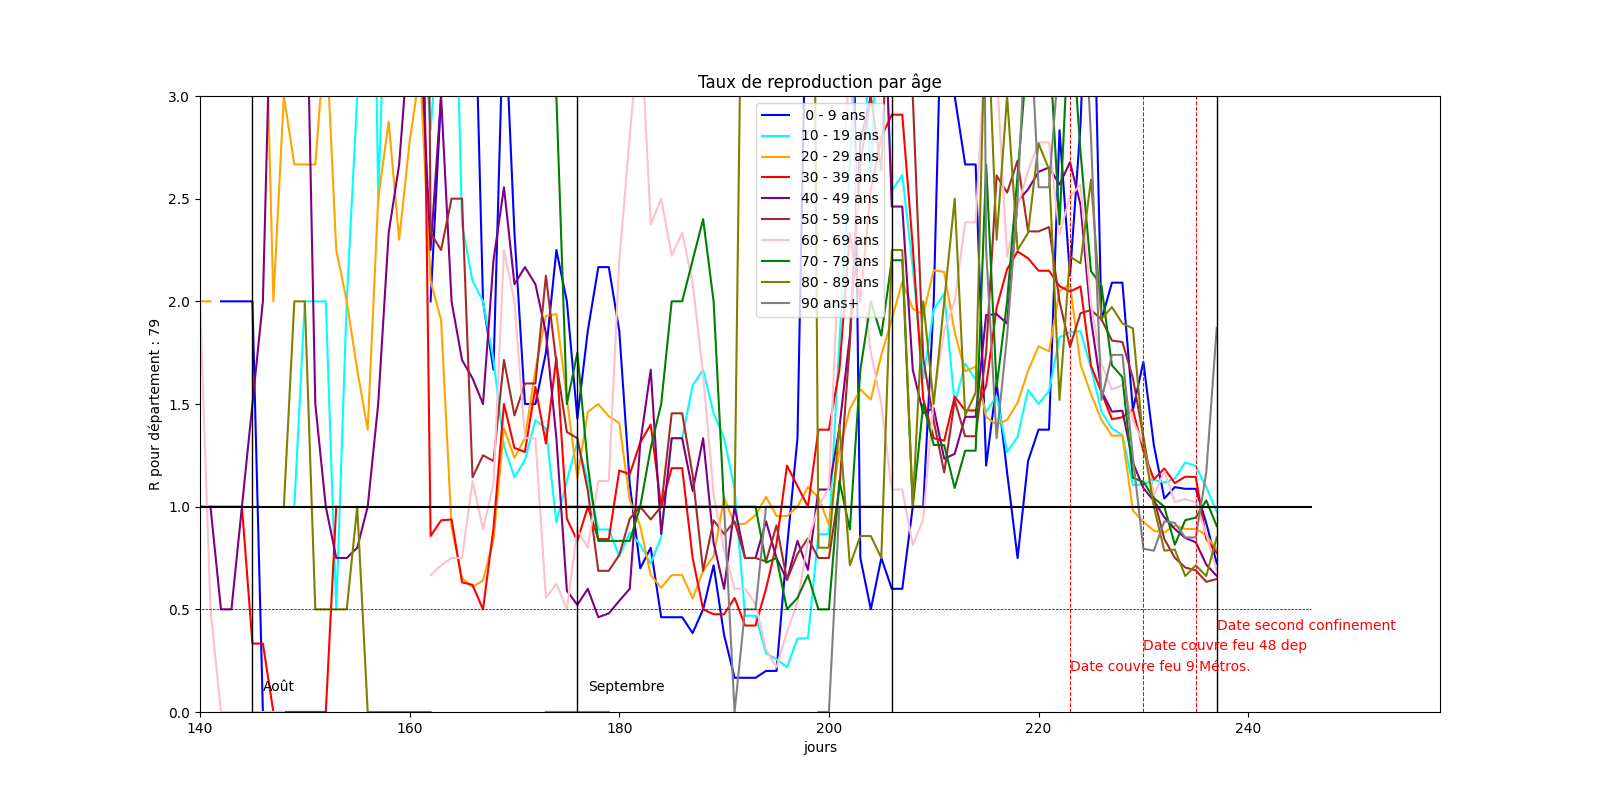 Taux de reproduction par âge
R pour département : 79
3.0
2.5
2.0
1.5
1.0
0.5
0.0
0 - 9 ans
10 - 19 ans
20 - 29 ans
30 - 39 ans
40 - 49 ans
50 - 59 ans
60 - 69 ans
70 - 79 ans
80 - 89 ans
90 ans+
Date second confinement
Date couvre feu 48 dep
Date couvre feu 9 Métros.
Août
Septembre
140
160
180
200
220
240
jours